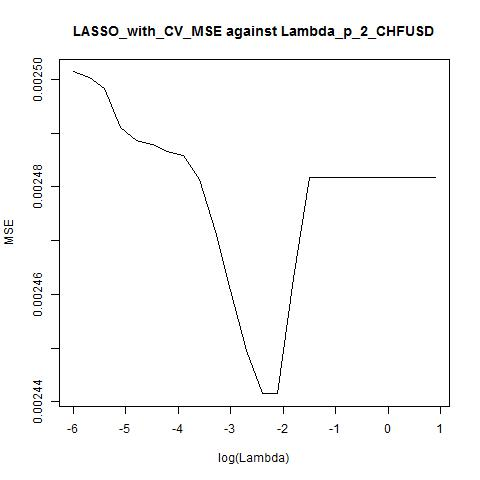 LASSO_with_CV_MSE against Lambda_p_2_CHFUSD
0.00250
0.00248
0.00246
0.00244
MSE
-6 -5 -4 -3 -2 -1 0 1
log(Lambda)